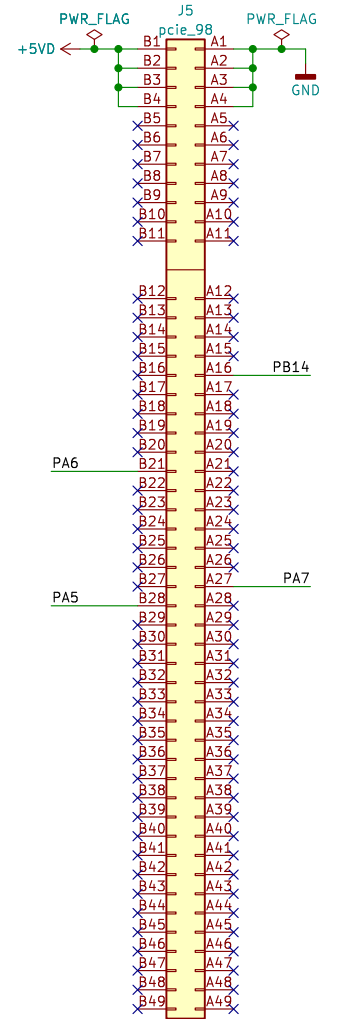 J5
PWR_FLAG PWR_FLAG
pcie_98
+5VD B1 A1
B2 A2
B3 A3
GND
B4 A4
B5 A5
B6 A6
B7 A7
B8 A8
B9 A9
B10 A10
B11 A11
B12 A12
B13 A13
B14 A14
B15 A15
B16 A16 PB14
B17 A17
B18 A18
B19 A19
B20 A20
PA6 B21 A21
B22 A22
B23 A23
B24 A24
B25 A25
B26 A26
B27 A27 PA7
PA5 B28 A28
B29 A29
B30 A30
B31 A31
B32 A32
B33 A33
B34 A34
B35 A35
B36 A36
B37 A37
B38 A38
B39 A39
B40 A40
B41 A41
B42 A42
B43 A43
B44 A44
B45 A45
B46 A46
B47 A47
B48 A48
B49 A49